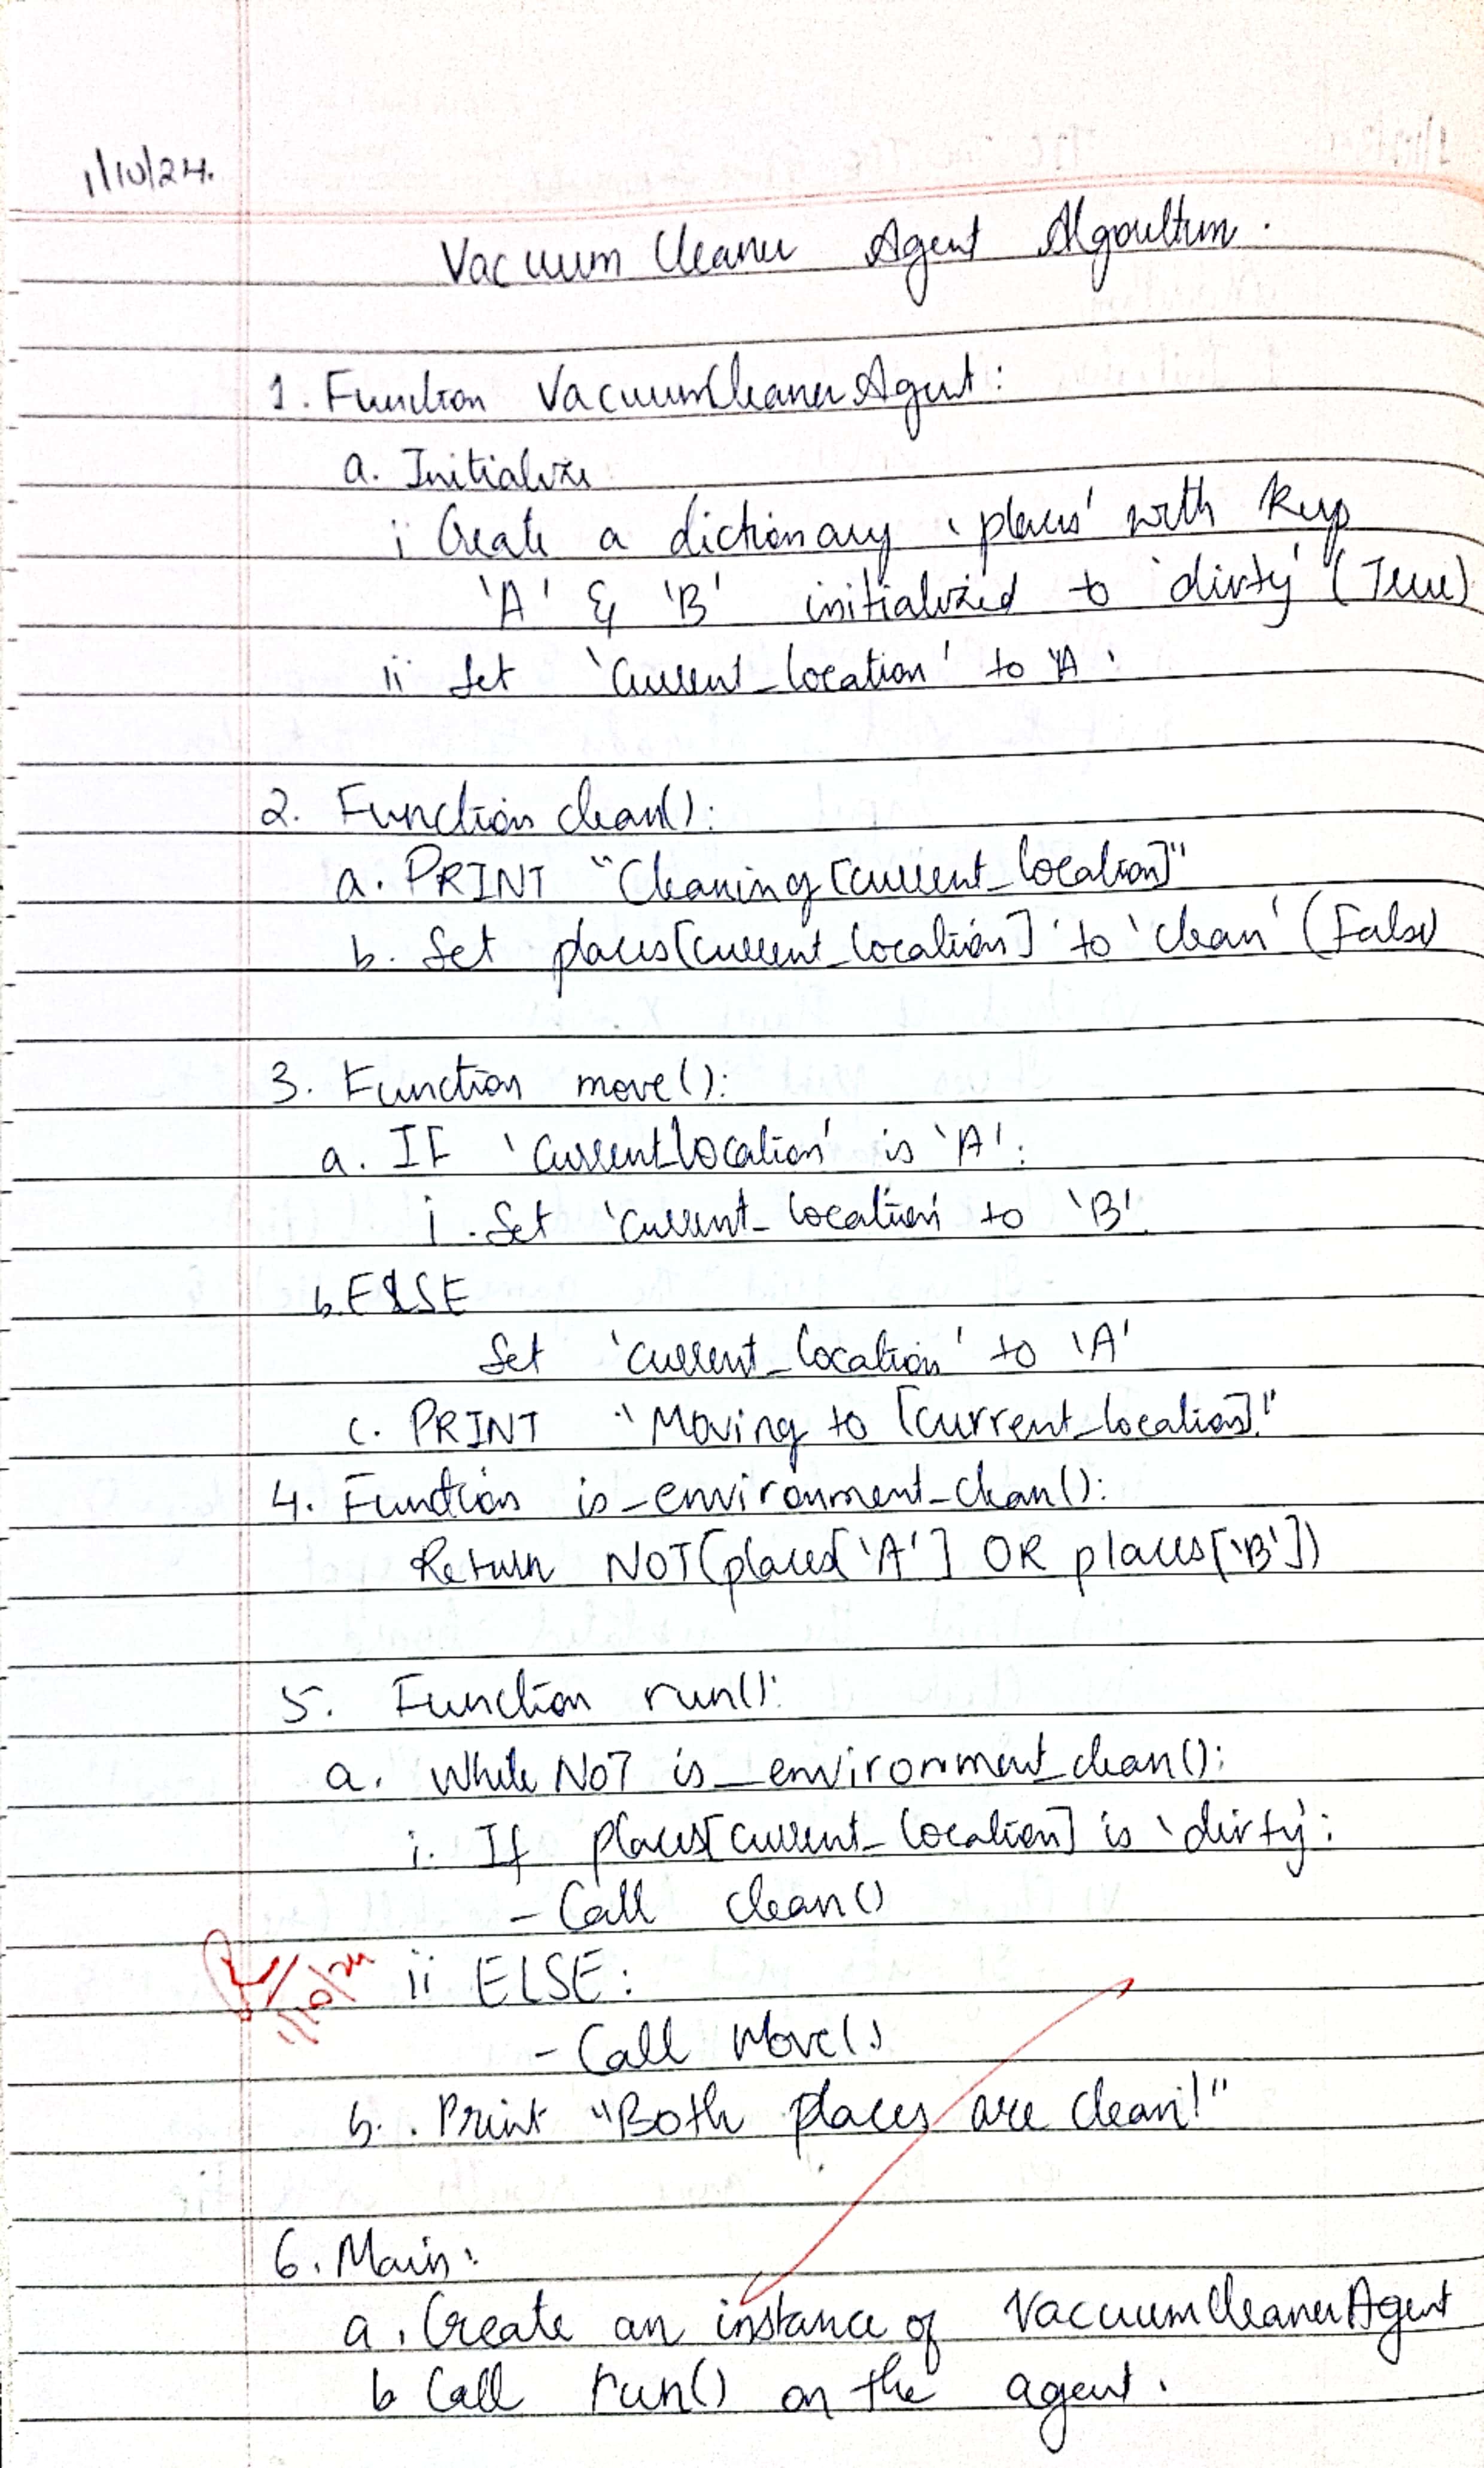 1/10/24.
Vacuum Cleaner Agent Algorithm.
1. Function VacuumCleanerAgent:
a. Initialize
i Create a dictionary 'places' with keys
'A' & 'B' initialized to 'dirty' (True)
ii Set 'Current_location' to 'A'
2. Function clean():
a. PRINT "Cleaning [current_location]"
b. Set places[current_location] to 'clean' (False)
3. Function move():
a. IF 'Current_location' is 'A':
i. Set 'current_location' to 'B'.
b. ELSE
Set 'current_location' to 'A'
c. PRINT "Moving to [current_location]."
4. Function is_environment_clean():
Return NOT(places['A'] OR places['B'])
5. Function run():
a. While NOT is_environment_clean():
i. If places[current_location] is 'dirty':
- Call clean()
1/10/24 ii ELSE:
- Call Move()
b. Print "Both places are clean!"
6. Main:
a. Create an instance of VacuumCleanerAgent
b Call run() on the agent.